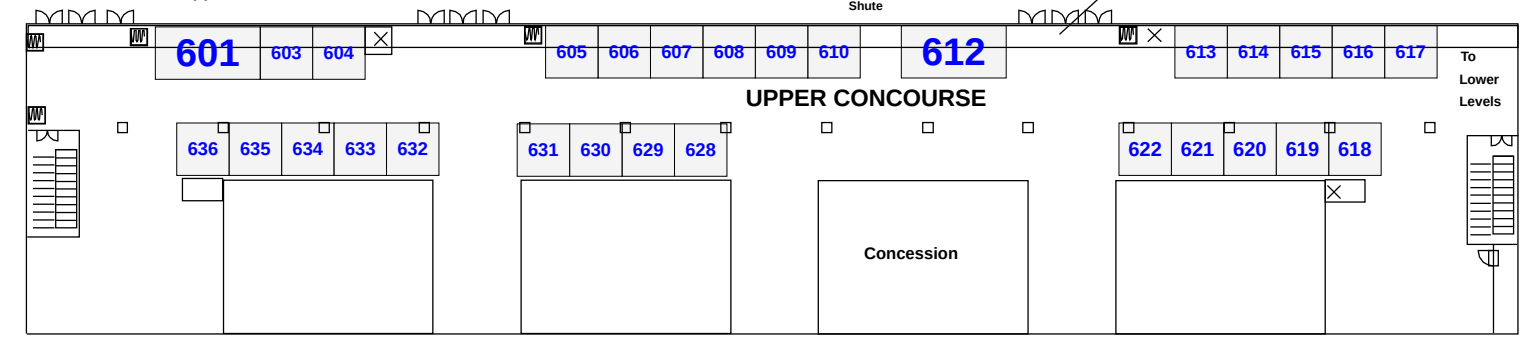 Shute
601 603 604 605 606 607 608 609 610 612 613 614 615 616 617
To
Lower
Levels
UPPER CONCOURSE
636 635 634 633 632 631 630 629 628 622 621 620 619 618
Concession